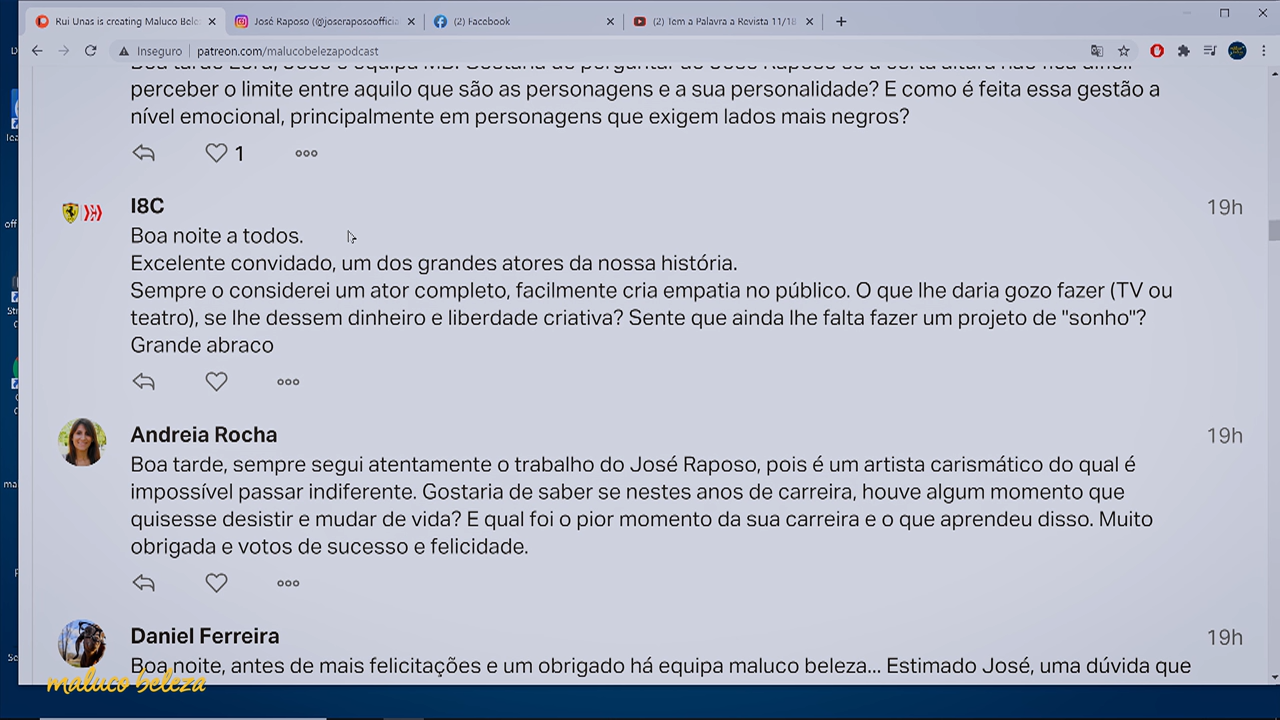 Rui Unas is creating Maluco Bele
José Raposo (@joseraposooficia
(2) Facebook
(2) Tem a Palavra a Revista 11/18
Inseguro
patreon.com/malucobelezapodcast
perceber o limite entre aquilo que são as personagens e a sua personalidade? E como é feita essa gestão a
nível emocional, principalmente em personagens que exigem lados mais negros?
1
I8C
19h
Boa noite a todos.
Excelente convidado, um dos grandes atores da nossa história.
Sempre o considerei um ator completo, facilmente cria empatia no público. O que lhe daria gozo fazer (TV ou
teatro), se lhe dessem dinheiro e liberdade criativa? Sente que ainda lhe falta fazer um projeto de "sonho"?
Grande abraco
Andreia Rocha
19h
Boa tarde, sempre segui atentamente o trabalho do José Raposo, pois é um artista carismático do qual é
impossível passar indiferente. Gostaria de saber se nestes anos de carreira, houve algum momento que
quisesse desistir e mudar de vida? E qual foi o pior momento da sua carreira e o que aprendeu disso. Muito
obrigada e votos de sucesso e felicidade.
Daniel Ferreira
19h
Boa noite, antes de mais felicitações e um obrigado há equipa maluco beleza... Estimado José, uma dúvida que
maluco beleza